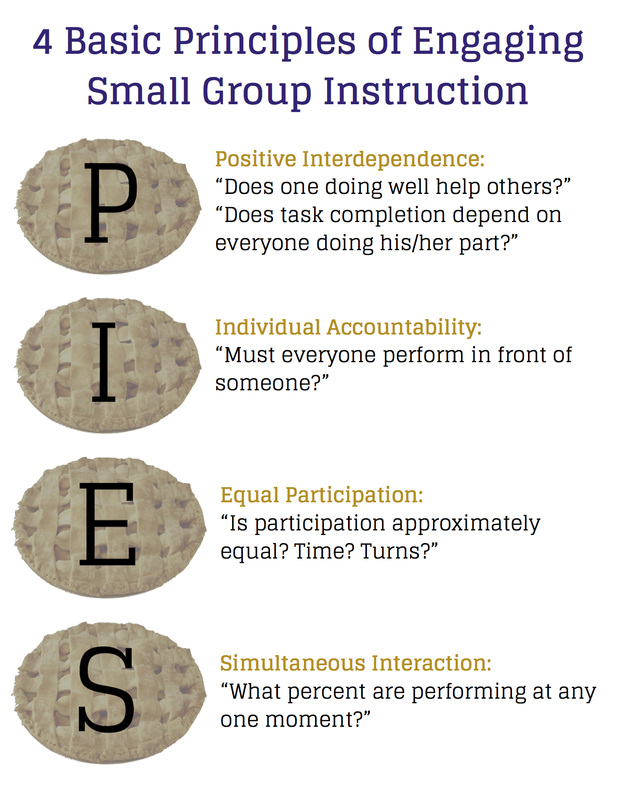 4 Basic Principles of Engaging
Small Group Instruction
P
Positive Interdependence:
“Does one doing well help others?”
“Does task completion depend on
everyone doing his/her part?”
I
Individual Accountability:
“Must everyone perform in front of
someone?”
E
Equal Participation:
“Is participation approximately
equal? Time? Turns?”
S
Simultaneous Interaction:
“What percent are performing at any
one moment?”